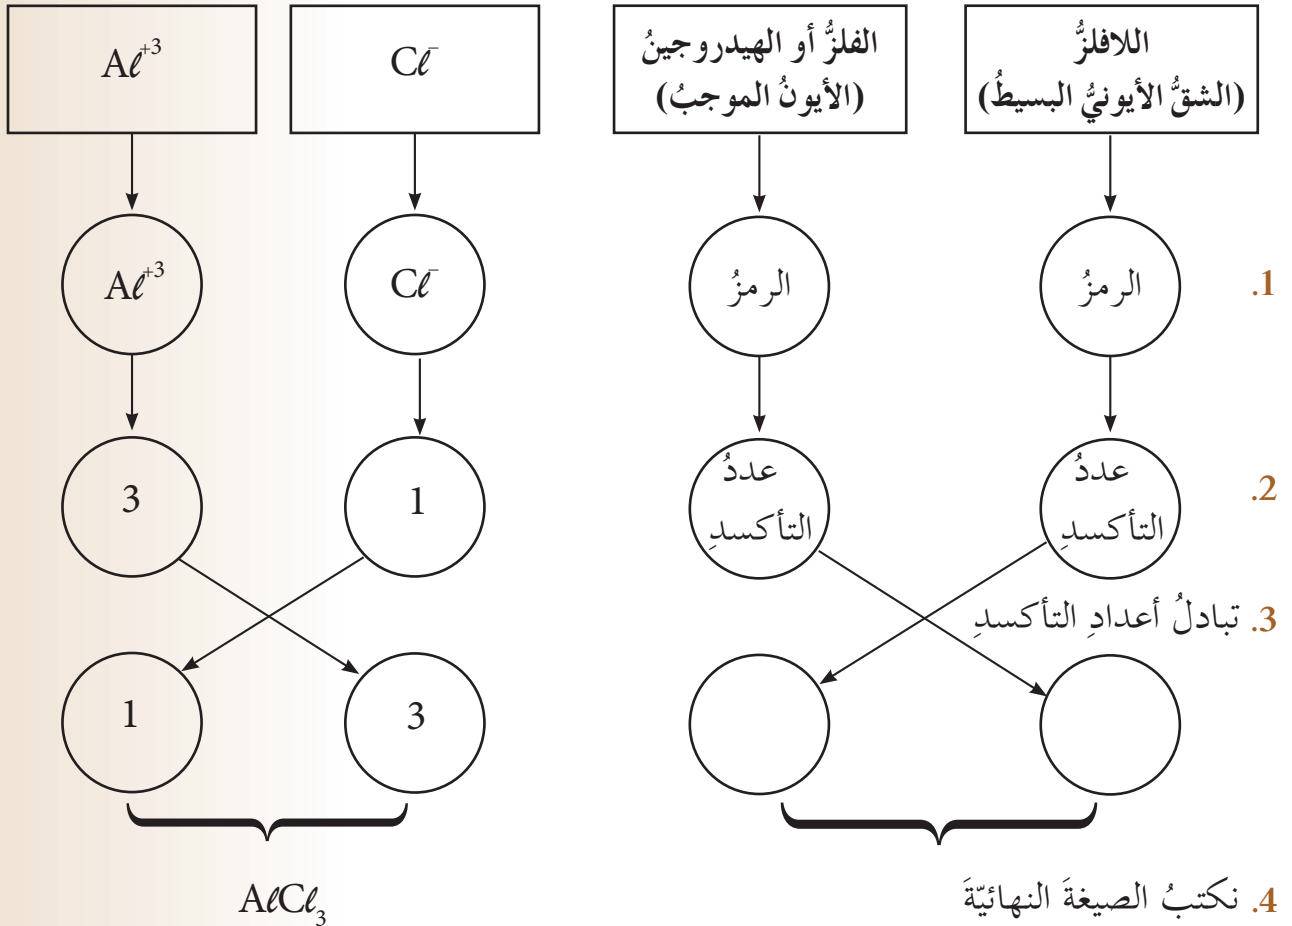 اللافلزُّ
(الشقُّ الأيونيُّ البسيطُ)
الفلزُّ أو الهيدروجينُ
(الأيونُ الموجبُ)
Cℓ⁻
Aℓ⁺³
1. الرمزُ
الرمزُ
Cℓ⁻
Aℓ⁺³
2. عددُ
التأكسدِ
عددُ
التأكسدِ
1
3
3. تبادلُ أعدادِ التأكسدِ
3
1
4. نكتبُ الصيغةَ النهائيّةَ
AℓCℓ₃